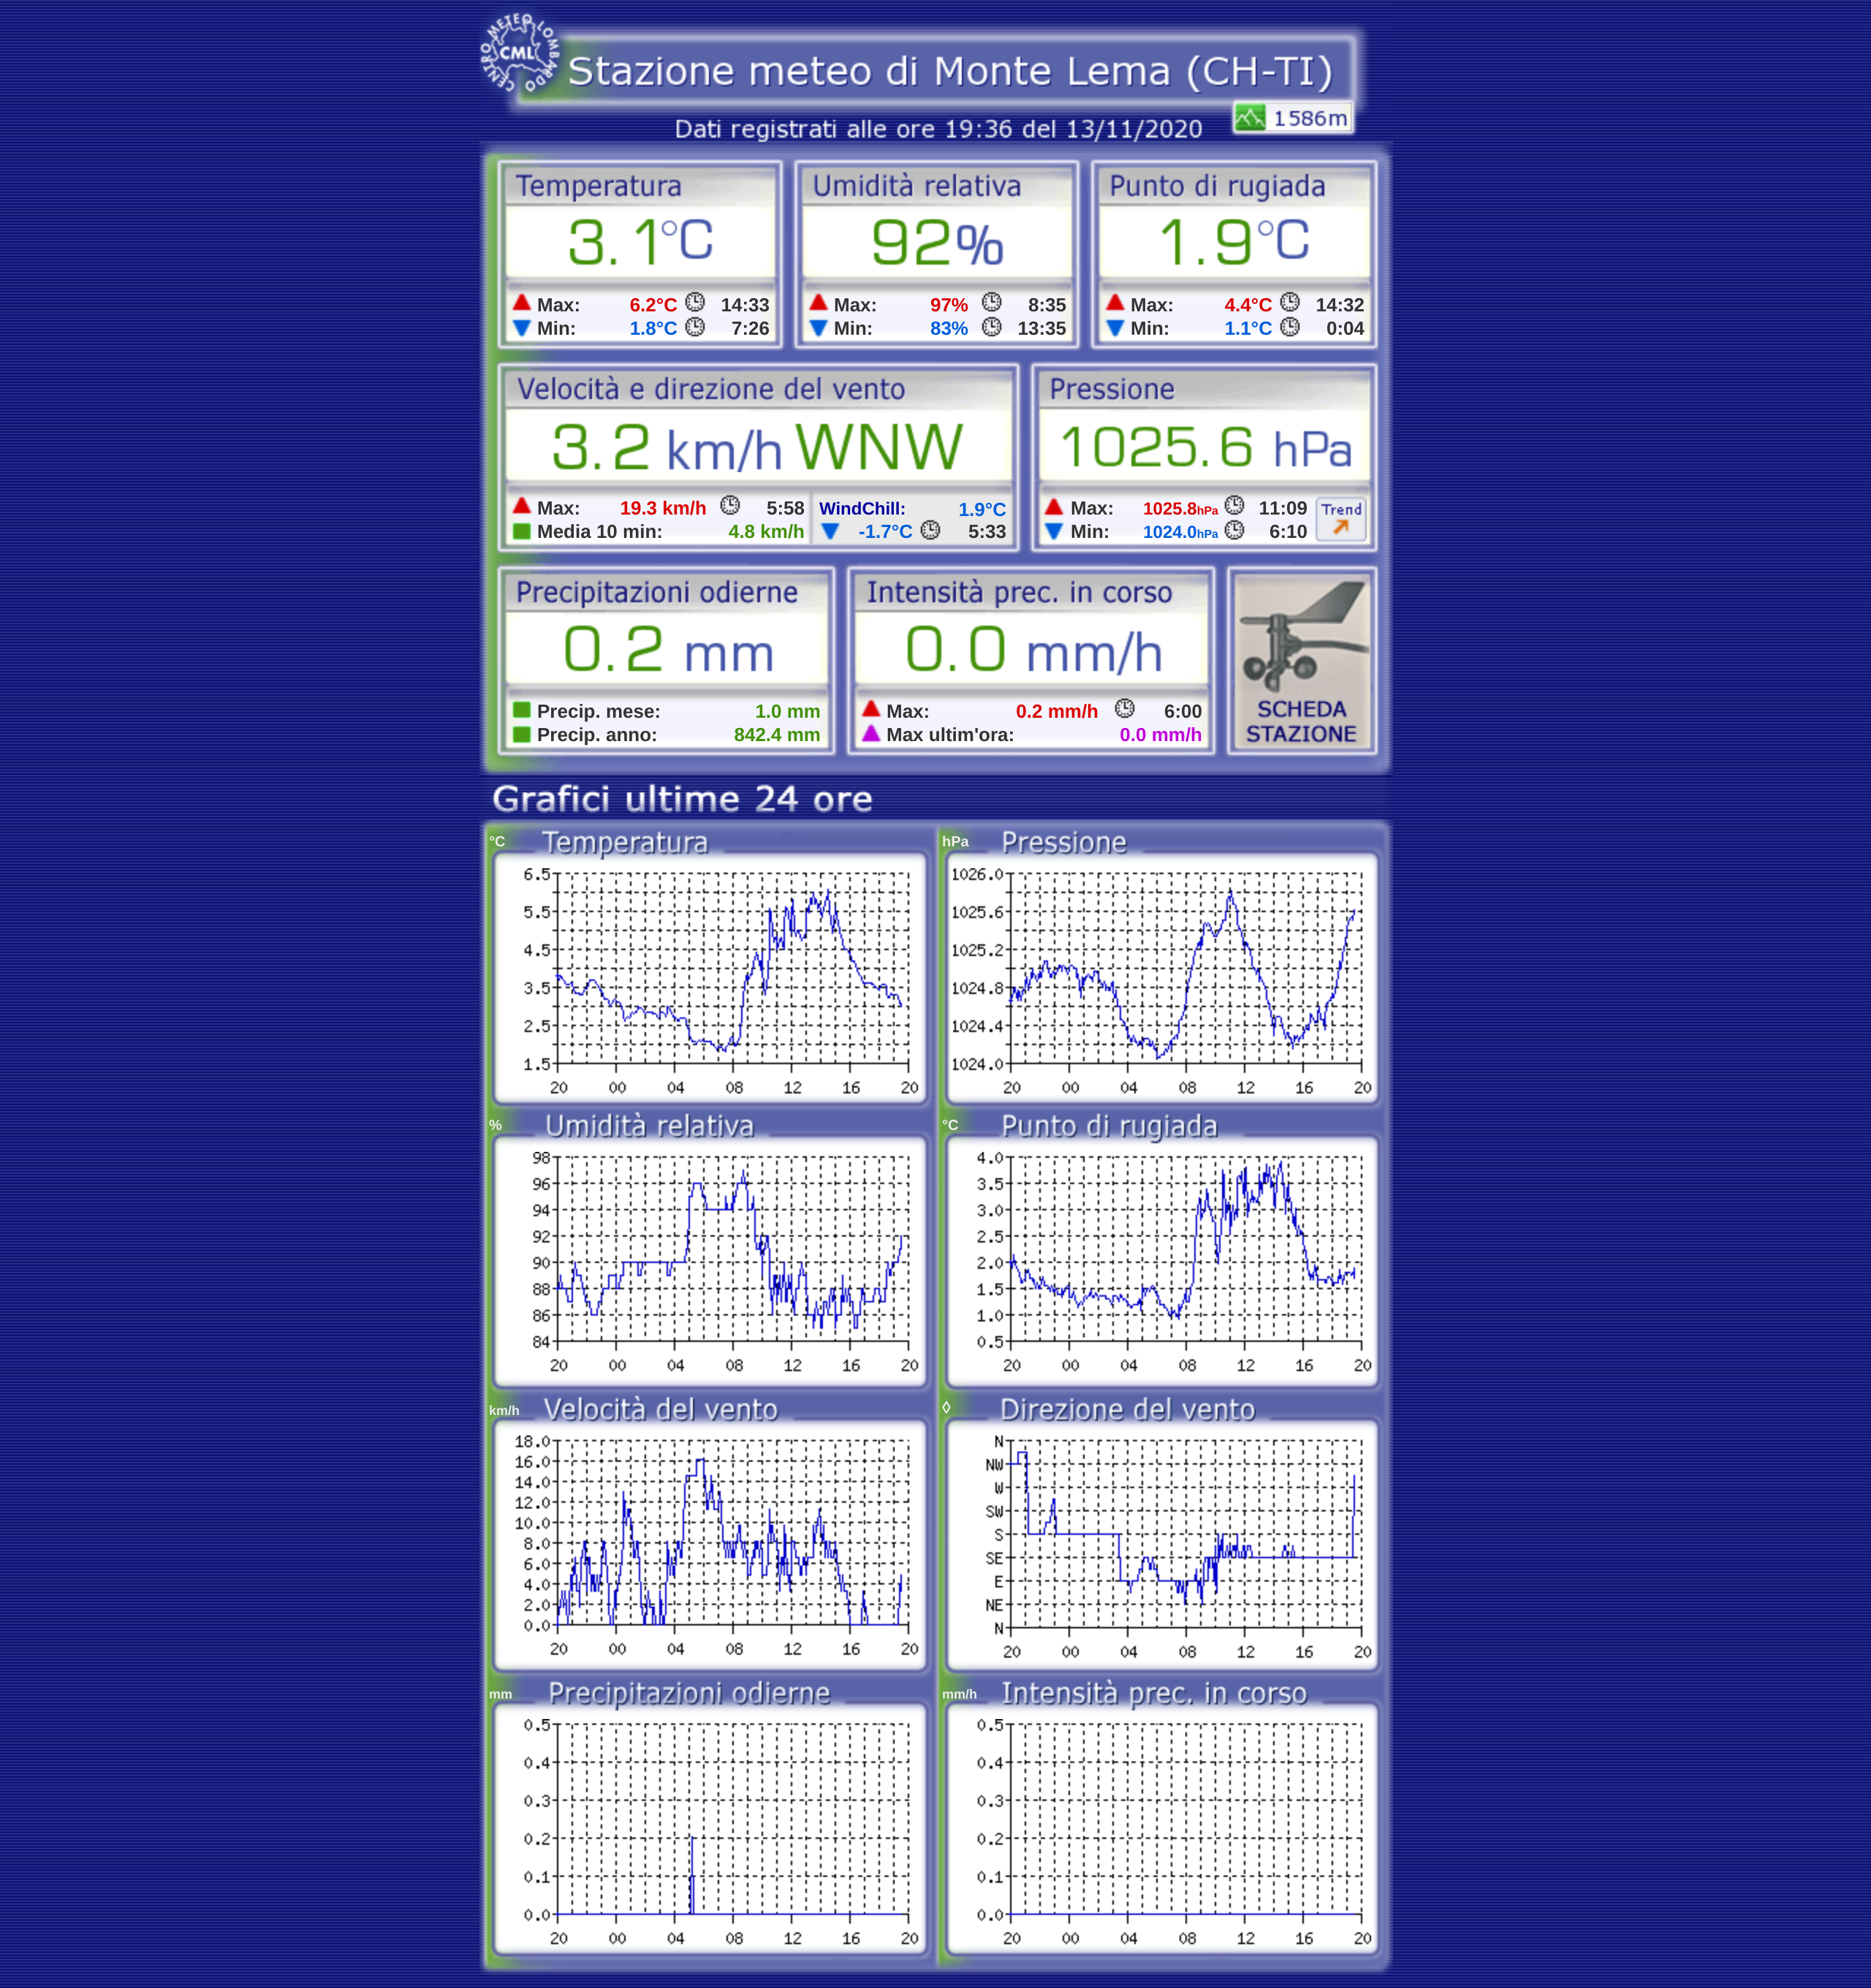 CENTRO METEO LOMBARDO
CML
Stazione meteo di Monte Lema (CH-TI)
1586m
Dati registrati alle ore 19:36 del 13/11/2020
Temperatura Umidità relativa Punto di rugiada
3.1°C 92% 1.9°C
Max: 6.2°C 14:33 Max: 97% 8:35 Max: 4.4°C 14:32
Min: 1.8°C 7:26 Min: 83% 13:35 Min: 1.1°C 0:04
Velocità e direzione del vento Pressione
3.2 km/h WNW 1025.6 hPa
Max: 19.3 km/h 5:58 WindChill: 1.9°C Max: 1025.8hPa 11:09 Trend
Media 10 min: 4.8 km/h -1.7°C 5:33 Min: 1024.0hPa 6:10
Precipitazioni odierne Intensità prec. in corso
0.2 mm 0.0 mm/h
Precip. mese: 1.0 mm Max: 0.2 mm/h 6:00 SCHEDA
Precip. anno: 842.4 mm Max ultim'ora: 0.0 mm/h STAZIONE
Grafici ultime 24 ore
°C Temperatura hPa Pressione
6.5 1026.0
5.5 1025.6
4.5 1025.2
3.5 1024.8
2.5 1024.4
1.5 1024.0
20 00 04 08 12 16 20 20 00 04 08 12 16 20
% Umidità relativa °C Punto di rugiada
98 4.0
96 3.5
94 3.0
92 2.5
90 2.0
88 1.5
86 1.0
84 0.5
20 00 04 08 12 16 20 20 00 04 08 12 16 20
km/h Velocità del vento ◊ Direzione del vento
18.0 N
16.0 NW
14.0 W
12.0 SW
10.0 S
8.0 SE
6.0 E
4.0 NE
2.0 N
0.0
20 00 04 08 12 16 20 20 00 04 08 12 16 20
mm Precipitazioni odierne mm/h Intensità prec. in corso
0.5 0.5
0.4 0.4
0.3 0.3
0.2 0.2
0.1 0.1
0.0 0.0
20 00 04 08 12 16 20 20 00 04 08 12 16 20